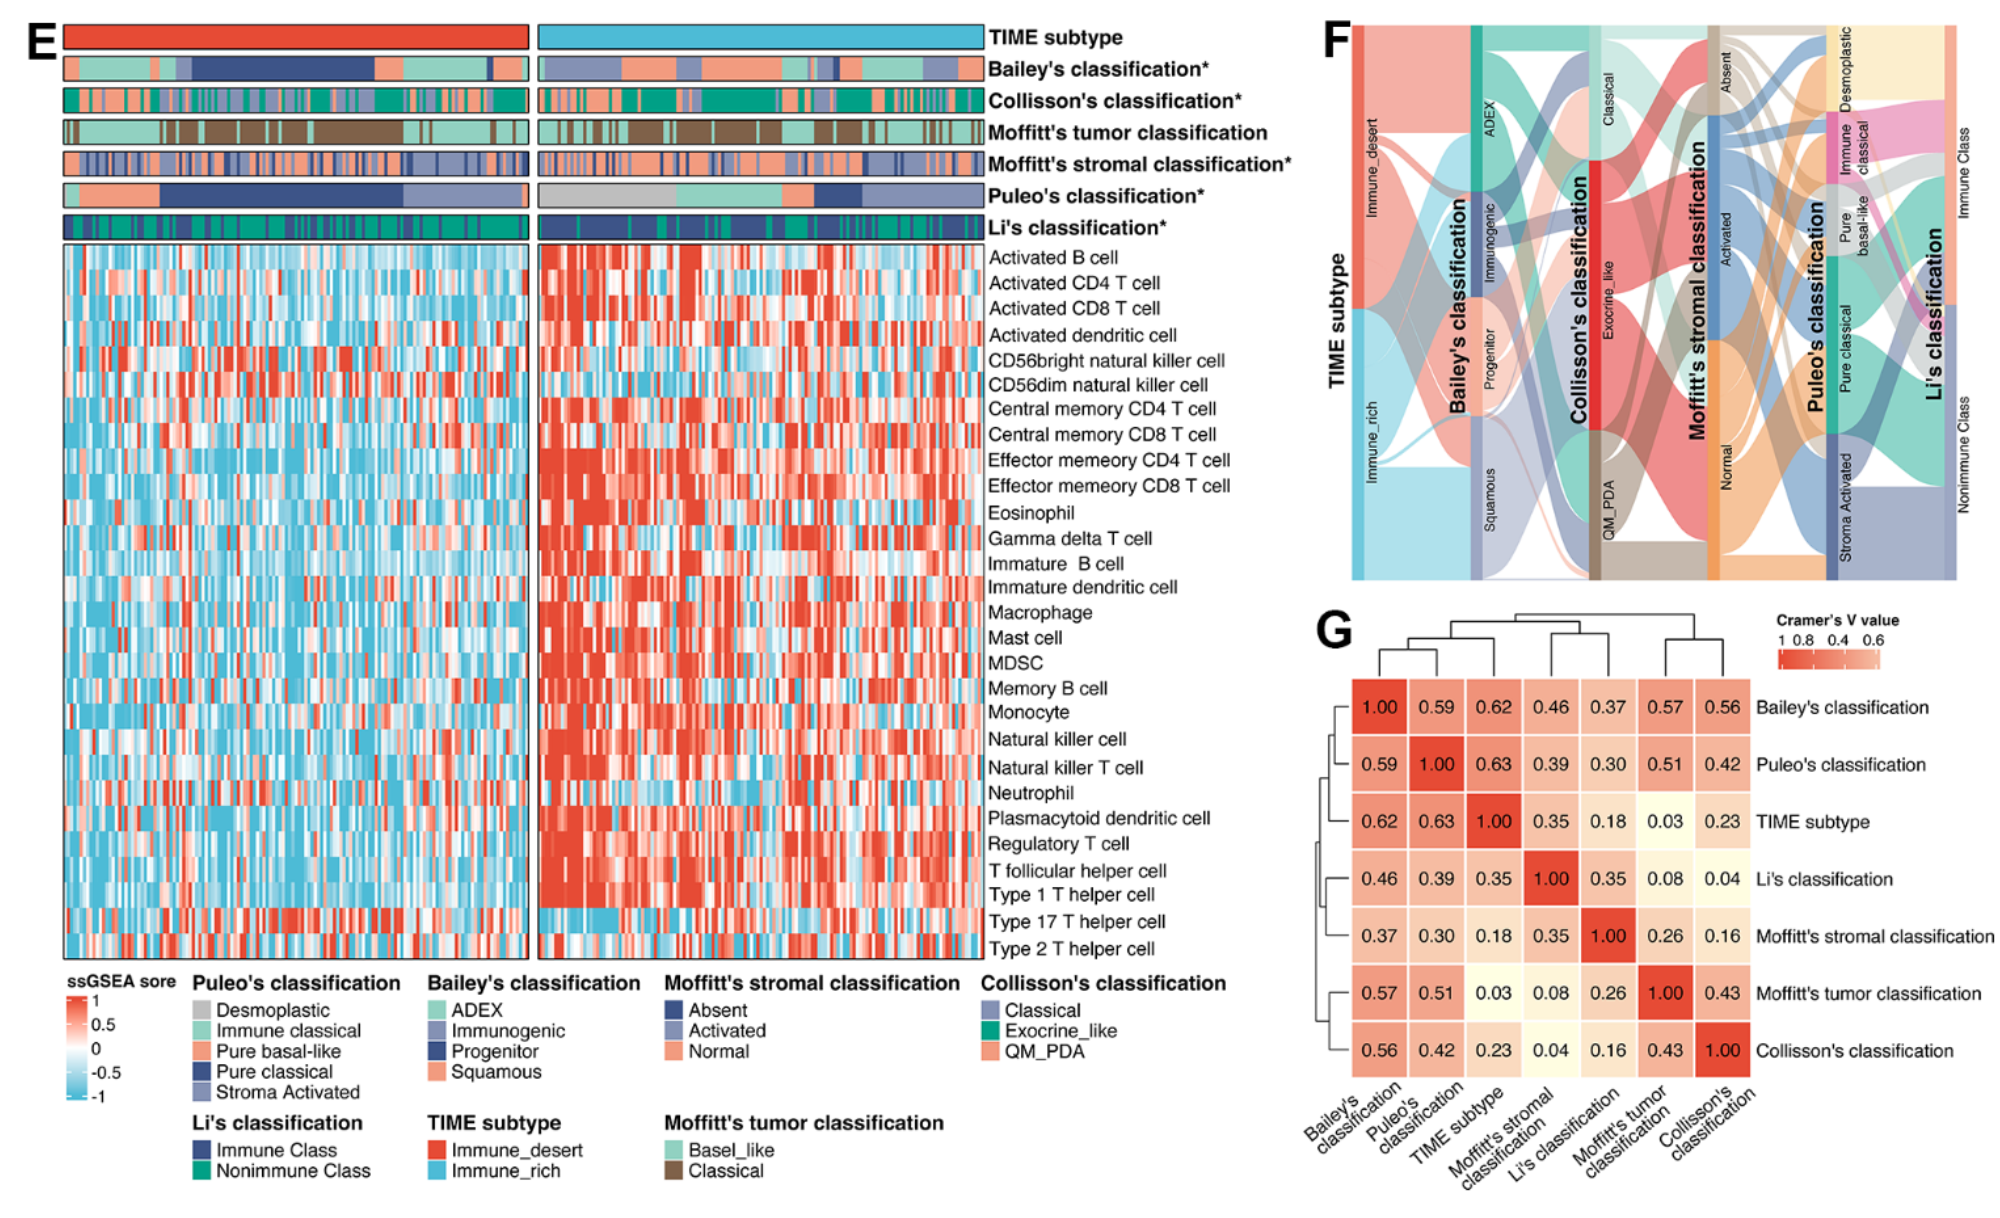 E
TIME subtype
Bailey's classification*
Collisson's classification*
Moffitt's tumor classification
Moffitt's stromal classification*
Puleo's classification*
Li's classification*
Activated B cell
Activated CD4 T cell
Activated CD8 T cell
Activated dendritic cell
CD56bright natural killer cell
CD56dim natural killer cell
Central memory CD4 T cell
Central memory CD8 T cell
Effector memeory CD4 T cell
Effector memeory CD8 T cell
Eosinophil
Gamma delta T cell
Immature  B cell
Immature dendritic cell
Macrophage
Mast cell
MDSC
Memory B cell
Monocyte
Natural killer cell
Natural killer T cell
Neutrophil
Plasmacytoid dendritic cell
Regulatory T cell
T follicular helper cell
Type 1 T helper cell
Type 17 T helper cell
Type 2 T helper cell
ssGSEA sore
1
0.5
0
-0.5
-1
Puleo's classification
Desmoplastic
Immune classical
Pure basal-like
Pure classical
Stroma Activated
Bailey's classification
ADEX
Immunogenic
Progenitor
Squamous
Moffitt's stromal classification
Absent
Activated
Normal
Collisson's classification
Classical
Exocrine_like
QM_PDA
Li's classification
Immune Class
Nonimmune Class
TIME subtype
Immune_desert
Immune_rich
Moffitt's tumor classification
Basel_like
Classical
F
TIME subtype
Immune_desert
Immune_rich
Bailey's classification
ADEX
Immunogenic
Progenitor
Squamous
Collisson's classification
Classical
Exocrine_like
QM_PDA
Moffitt's stromal classification
Absent
Activated
Normal
Puleo's classification
Desmoplastic
Immune
classical
Pure
basal-like
Pure classical
Stroma Activated
Li's classification
Immune Class
Nonimmune Class
G
Cramer's V value
1 0.8 0.4 0.6
1.00 0.59 0.62 0.46 0.37 0.57 0.56 Bailey's classification
0.59 1.00 0.63 0.39 0.30 0.51 0.42 Puleo's classification
0.62 0.63 1.00 0.35 0.18 0.03 0.23 TIME subtype
0.46 0.39 0.35 1.00 0.35 0.08 0.04 Li's classification
0.37 0.30 0.18 0.35 1.00 0.26 0.16 Moffitt's stromal classification
0.57 0.51 0.03 0.08 0.26 1.00 0.43 Moffitt's tumor classification
0.56 0.42 0.23 0.04 0.16 0.43 1.00 Collisson's classification
Bailey's
classification
Puleo's
classification
TIME subtype
Moffitt's stromal
classification
Li's classification
Moffitt's tumor
classification
Collisson's
classification